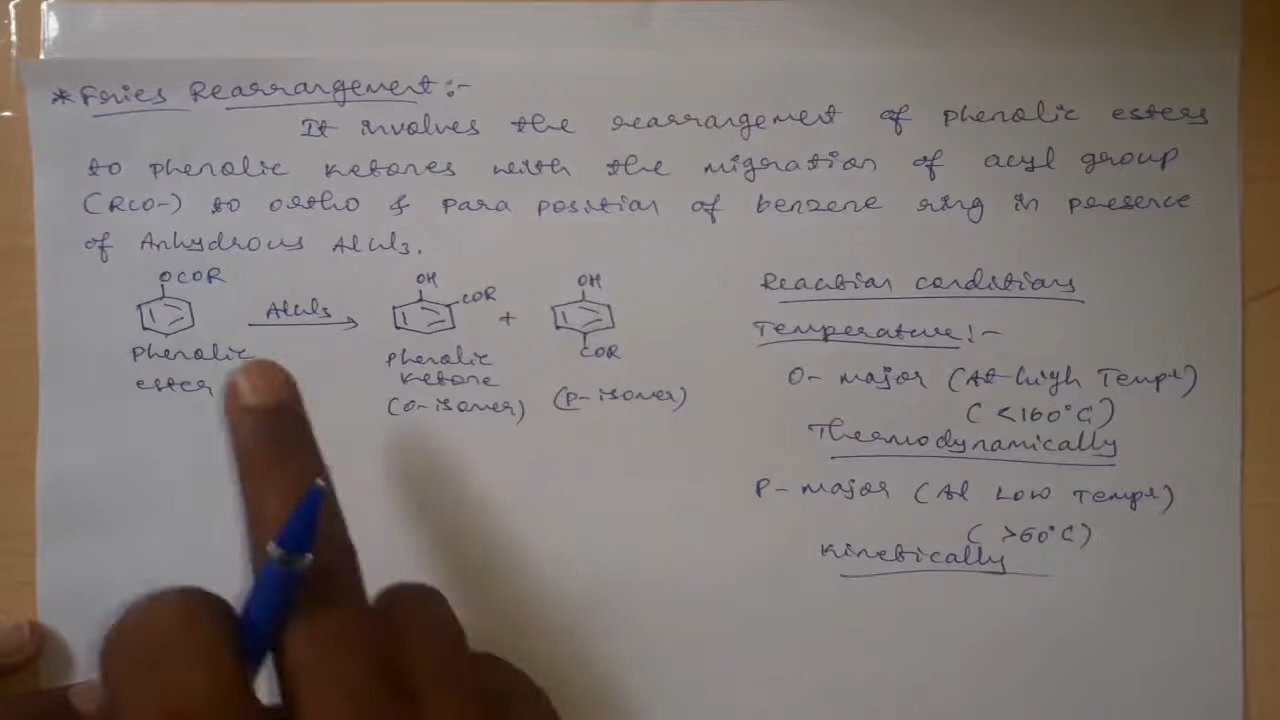 * Fries Rearrangement:-
It involves the rearrangement of phenolic esters
to phenolic ketones with the migration of acyl group
(RCO-) to ortho & para position of benzene ring in presence
of Anhydrous AlCl3.
OCOR
AlCl3
phenolic
ester
OH
COR
+
phenolic
ketone
(o-isomer)
OH
COR
(p-isomer)
Reaction conditions
Temperature:-
O- major (At high Tempr)
(<160°C)
Thermodynamically
P- major (At Low Tempr)
(>60°C)
kinetically